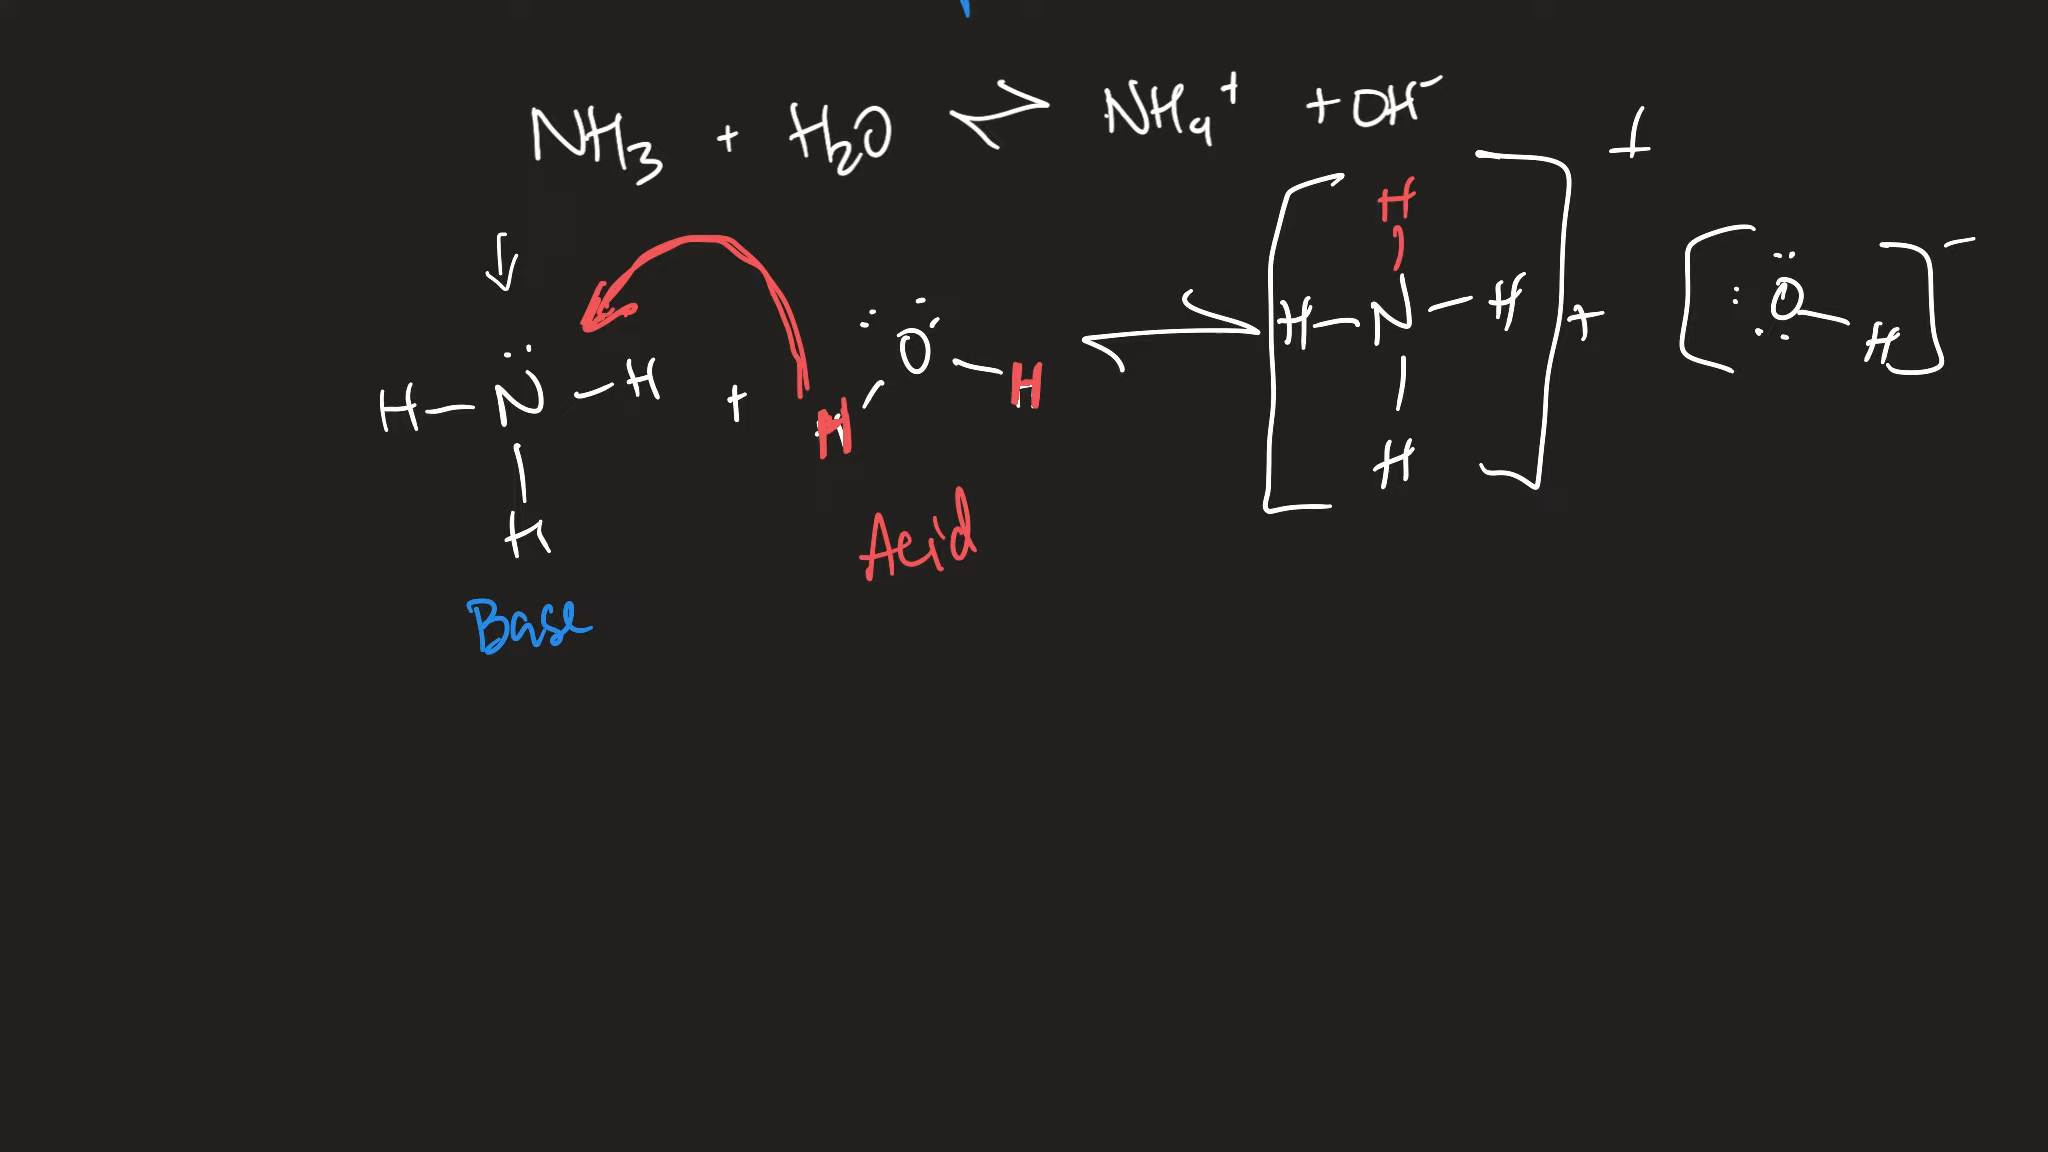 NH₃ + H₂O ⇌ NH₄⁺ + OH⁻
H–N̈–H + H–Ö–H ⇌ [H–N–H]⁺ + [:Ö–H]⁻
H
H
H
Acid
Base